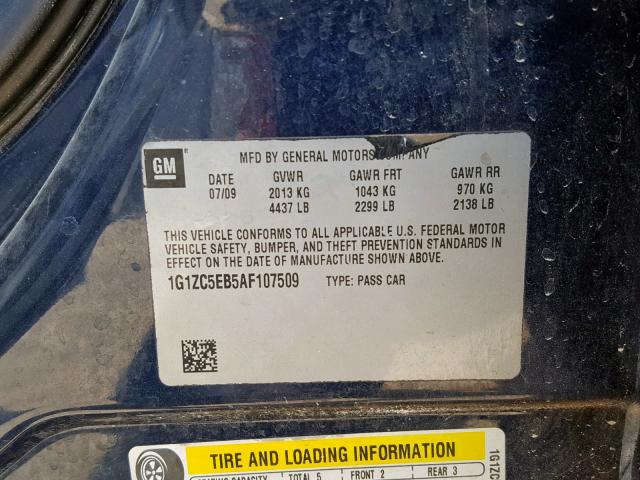 GM
®
MFD BY GENERAL MOTORS COMPANY
DATE GVWR GAWR FRT GAWR RR
07/09 2013 KG 1043 KG 970 KG
4437 LB 2299 LB 2138 LB
THIS VEHICLE CONFORMS TO ALL APPLICABLE U.S. FEDERAL MOTOR
VEHICLE SAFETY, BUMPER, AND THEFT PREVENTION STANDARDS IN
EFFECT ON THE DATE OF MANUFACTURE SHOWN ABOVE.
1G1ZC5EB5AF107509 TYPE: PASS CAR
TIRE AND LOADING INFORMATION
SEATING CAPACITY TOTAL 5 FRONT 2 REAR 3
1G1ZC